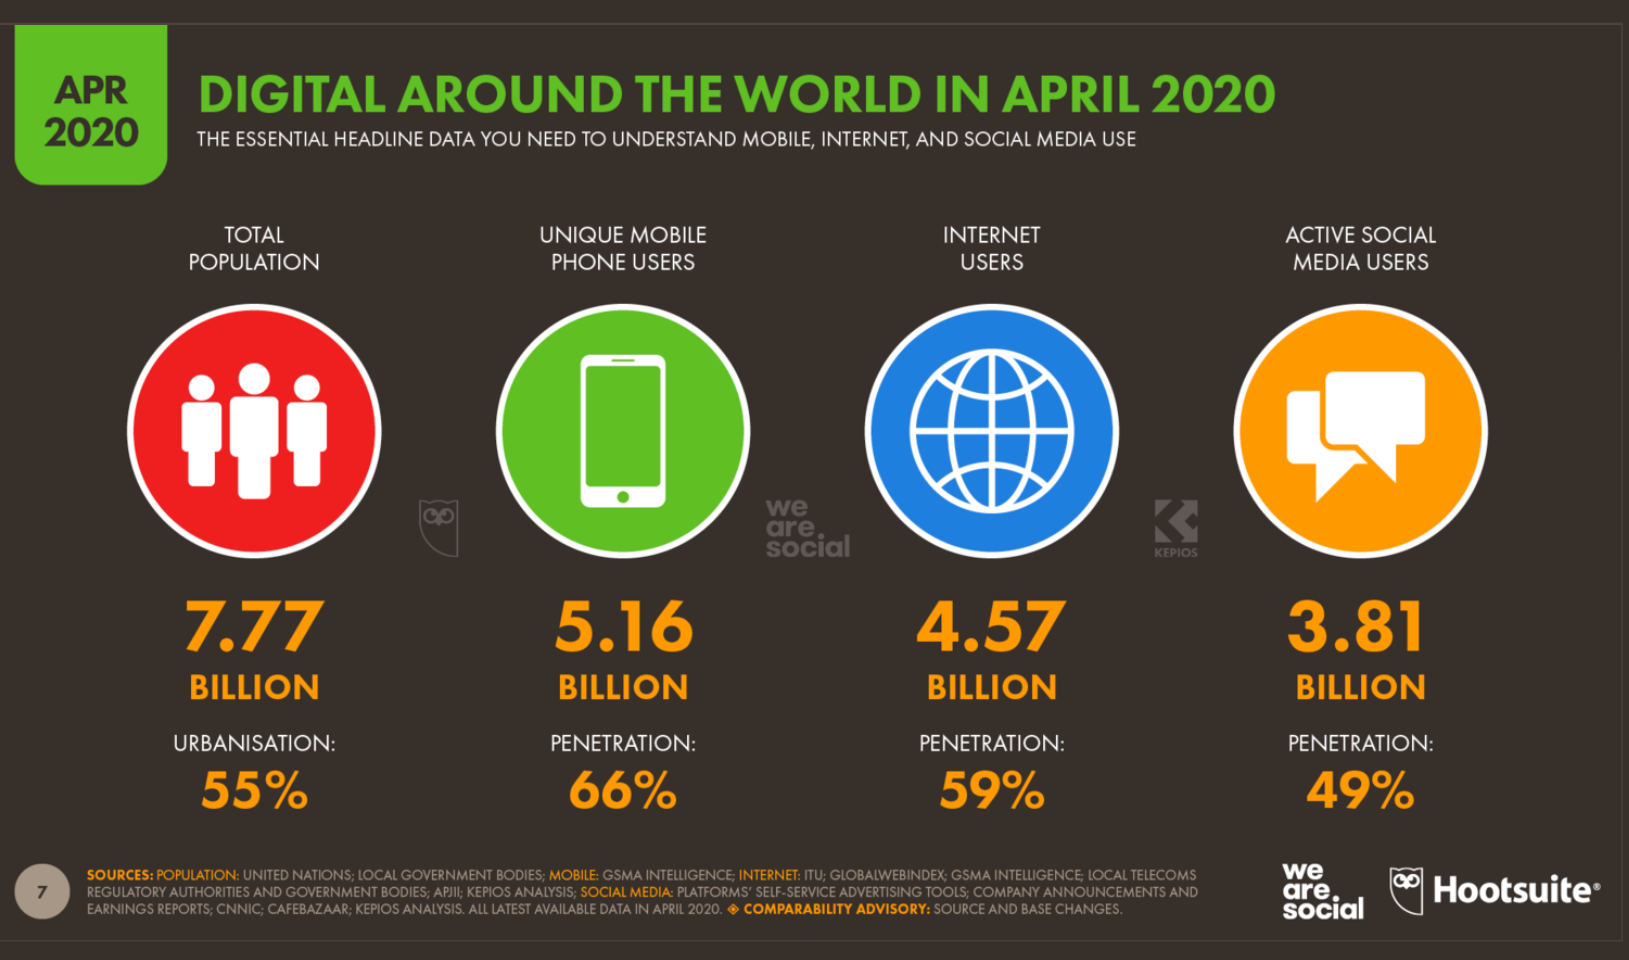 APR
2020
DIGITAL AROUND THE WORLD IN APRIL 2020
THE ESSENTIAL HEADLINE DATA YOU NEED TO UNDERSTAND MOBILE, INTERNET, AND SOCIAL MEDIA USE
TOTAL
POPULATION
7.77
BILLION
URBANISATION:
55%
UNIQUE MOBILE
PHONE USERS
5.16
BILLION
PENETRATION:
66%
INTERNET
USERS
4.57
BILLION
PENETRATION:
59%
ACTIVE SOCIAL
MEDIA USERS
3.81
BILLION
PENETRATION:
49%
we
are
social
KEPIOS
7
SOURCES: POPULATION: UNITED NATIONS; LOCAL GOVERNMENT BODIES; MOBILE: GSMA INTELLIGENCE; INTERNET: ITU; GLOBALWEBINDEX; GSMA INTELLIGENCE; LOCAL TELECOMS
REGULATORY AUTHORITIES AND GOVERNMENT BODIES; APJII; KEPIOS ANALYSIS; SOCIAL MEDIA: PLATFORMS' SELF-SERVICE ADVERTISING TOOLS; COMPANY ANNOUNCEMENTS AND
EARNINGS REPORTS; CNNIC; CAFEBAZAAR; KEPIOS ANALYSIS. ALL LATEST AVAILABLE DATA IN APRIL 2020. ◈ COMPARABILITY ADVISORY: SOURCE AND BASE CHANGES.
we
are
social
Hootsuite®